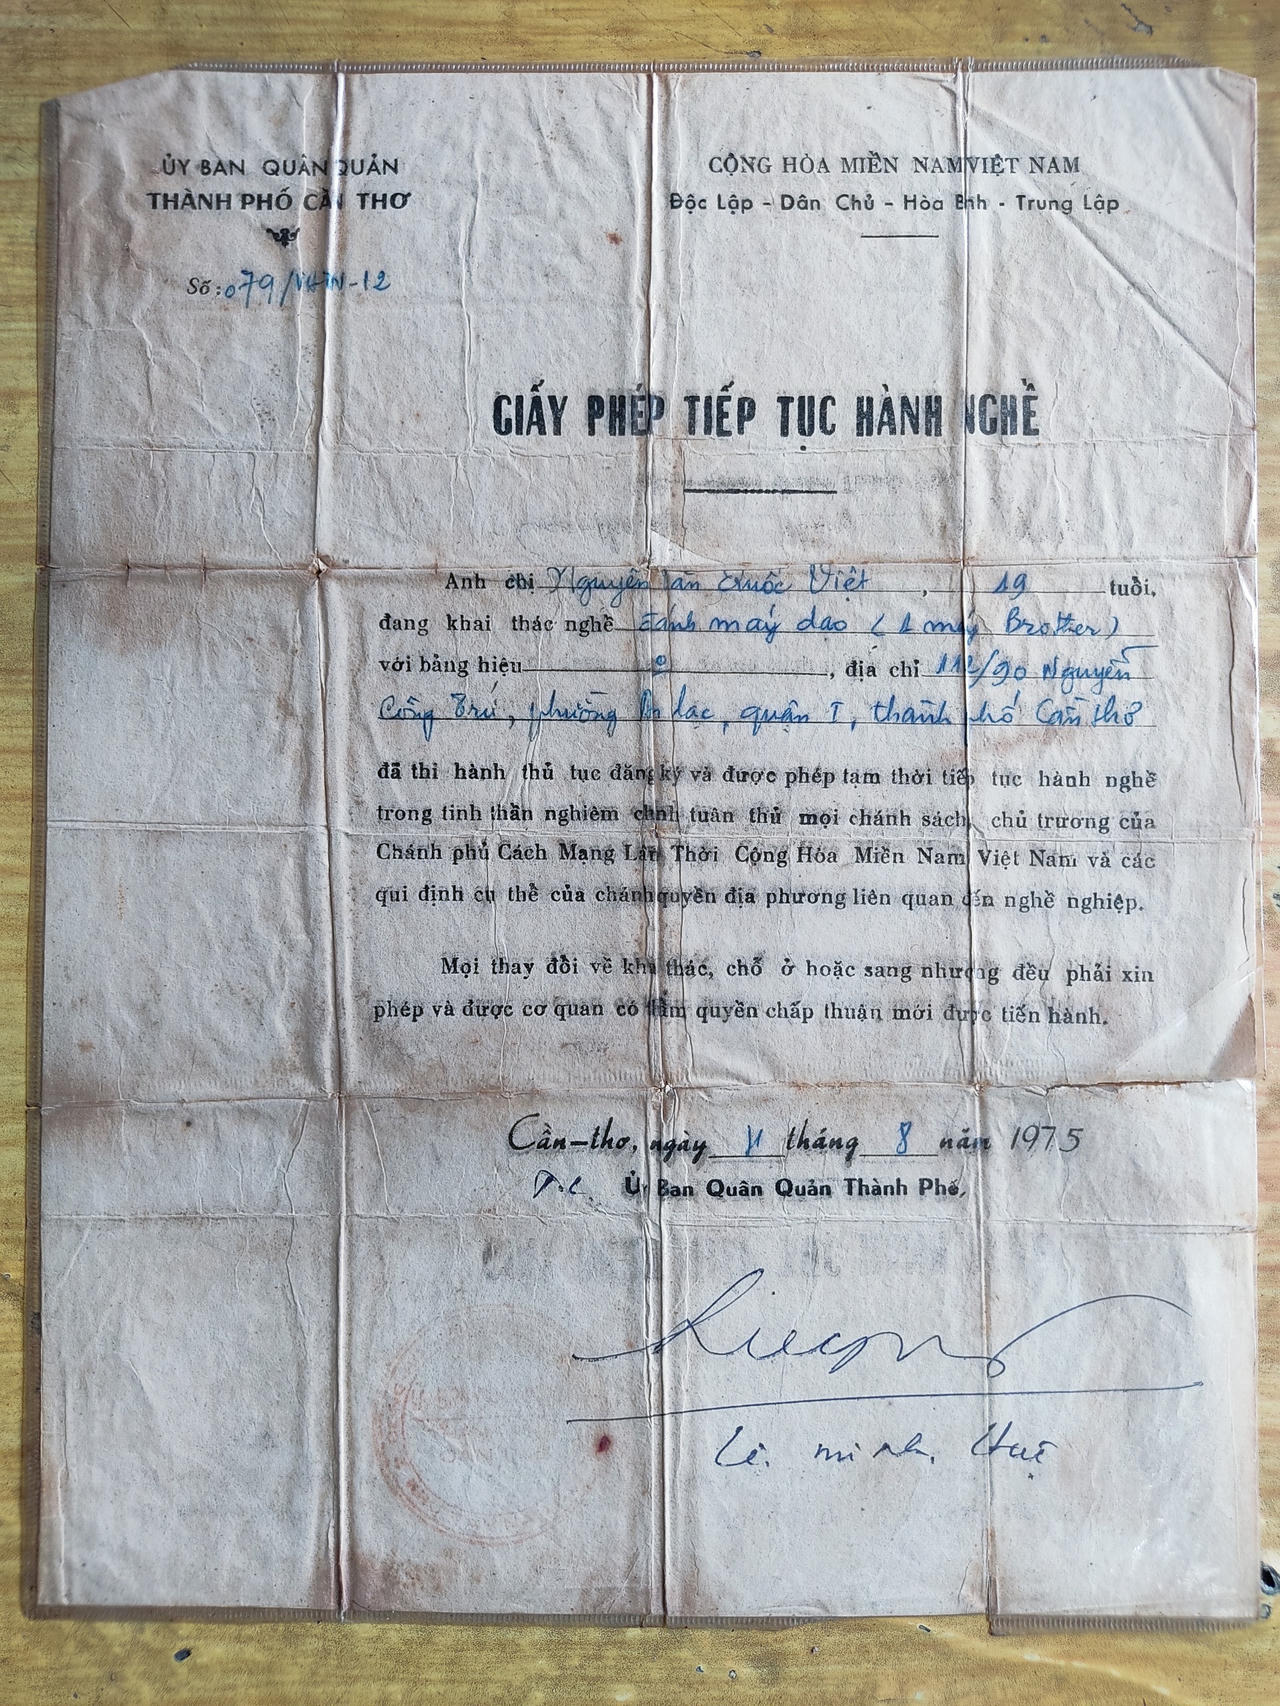 ỦY BAN QUÂN QUẢN
THÀNH PHỐ CẦN THƠ
Số: 079/ -12
CỘNG HÒA MIỀN NAM VIỆT NAM
Độc Lập - Dân Chủ - Hòa Bình - Trung Lập
GIẤY PHÉP TIẾP TỤC HÀNH NGHỀ
Anh chị Nguyễn Văn Quốc Việt , 19 tuổi,
đang khai thác nghề Đánh máy dạo (1 máy Brother)
với bảng hiệu 0 , địa chỉ 112/90 Nguyễn
Công Trứ, phường An lạc, quận I, thành phố Cần thơ
đã thi hành thủ tục đăng ký và được phép tạm thời tiếp tục hành nghề
trong tinh thần nghiêm chỉnh tuân thủ mọi chánh sách, chủ trương của
Chánh phủ Cách Mạng Lâm Thời Cộng Hòa Miền Nam Việt Nam và các
qui định cụ thể của chánh quyền địa phương liên quan đến nghề nghiệp.
Mọi thay đổi về khai thác, chỗ ở hoặc sang nhượng đều phải xin
phép và được cơ quan có thẩm quyền chấp thuận mới được tiến hành.
Cần-thơ, ngày tháng 8 năm 1975
Ủy Ban Quân Quản Thành Phố,
Lê minh Huệ